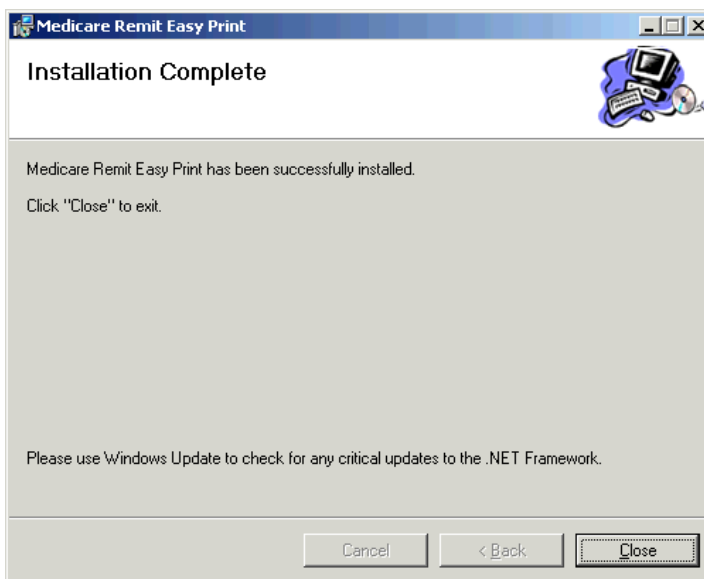 Medicare Remit Easy Print
Installation Complete
Medicare Remit Easy Print has been successfully installed.
Click "Close" to exit.
Please use Windows Update to check for any critical updates to the .NET Framework.
Cancel
< Back
Close